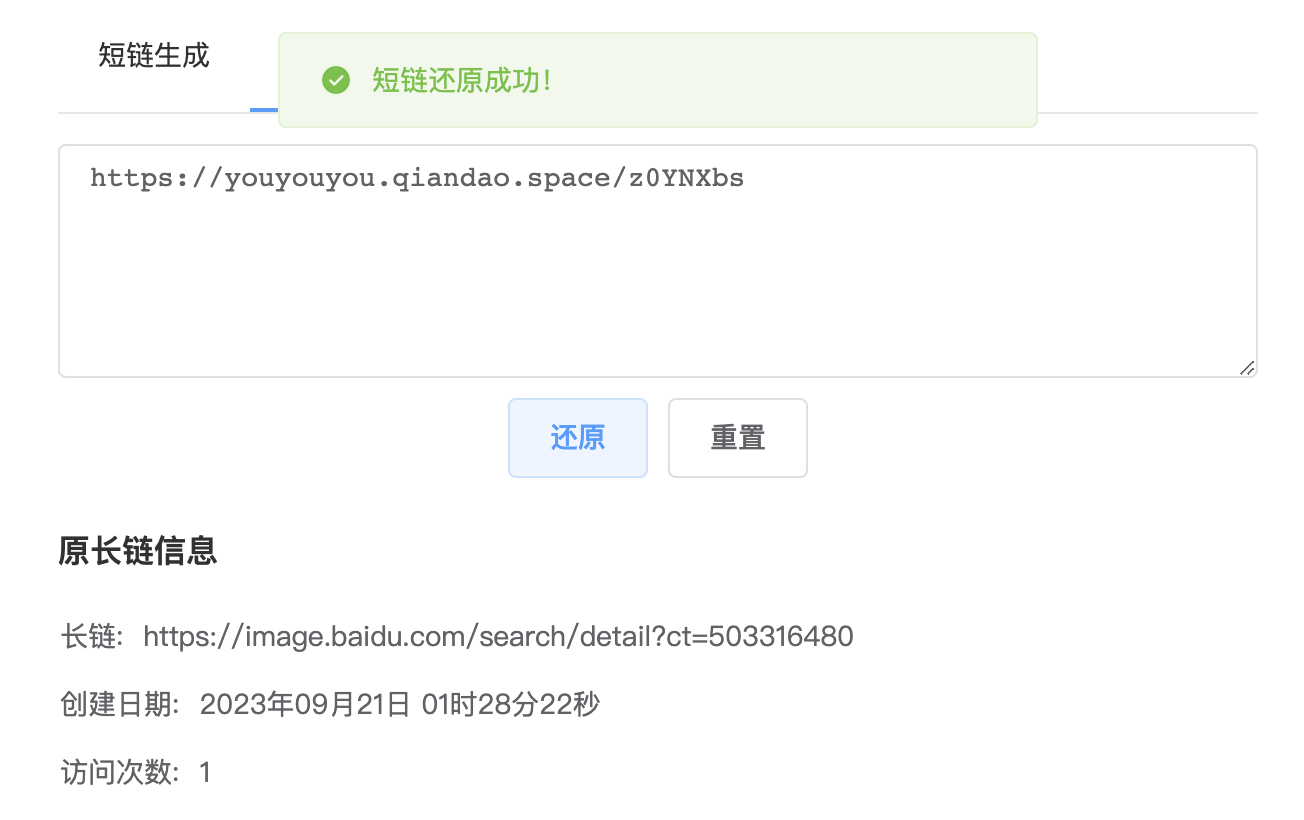 短链生成
短链还原成功！
https://youyouyou.qiandao.space/z0YNXbs
还原
重置
原长链信息
长链： https://image.baidu.com/search/detail?ct=503316480
创建日期： 2023年09月21日 01时28分22秒
访问次数： 1